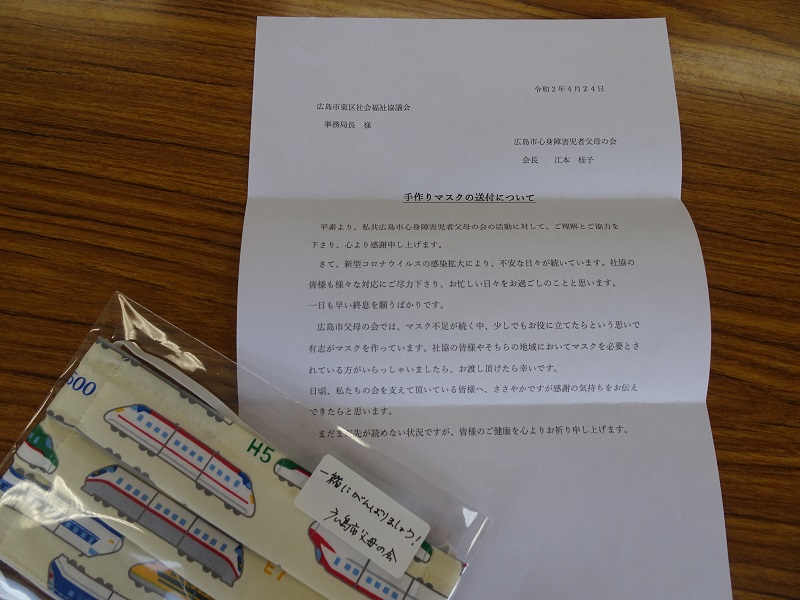 令和２年４月２４日
広島市東区社会福祉協議会
事務局長　様
広島市心身障害児者父母の会
会長　江本　桂子
手作りマスクの送付について
平素より、私共広島市心身障害児者父母の会の活動に対して、ご理解とご協力を
下さり、心より感謝申し上げます。
さて、新型コロナウイルスの感染拡大により、不安な日々が続いています。社協の
皆様も様々な対応にご尽力下さり、お忙しい日々をお過ごしのことと思います。
一日も早い終息を願うばかりです。
広島市父母の会では、マスク不足が続く中、少しでもお役に立てたらという思いで
有志がマスクを作っています。社協の皆様やそちらの地域においてマスクを必要とさ
れている方がいらっしゃいましたら、お渡し頂けたら幸いです。
日頃、私たちの会を支えて頂いている皆様へ、ささやかですが感謝の気持ちをお伝え
できたらと思います。
まだまだ先が読めない状況ですが、皆様のご健康を心よりお祈り申し上げます。
500
H5
E1
一緒にがんばりましょう！
広島市父母の会